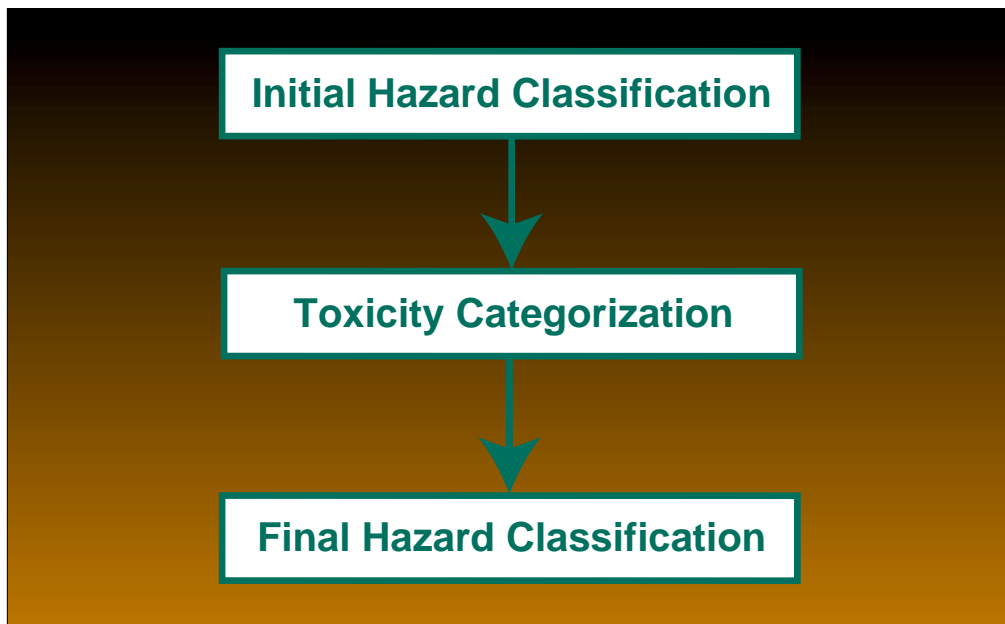 Initial Hazard Classification
Toxicity Categorization
Final Hazard Classification